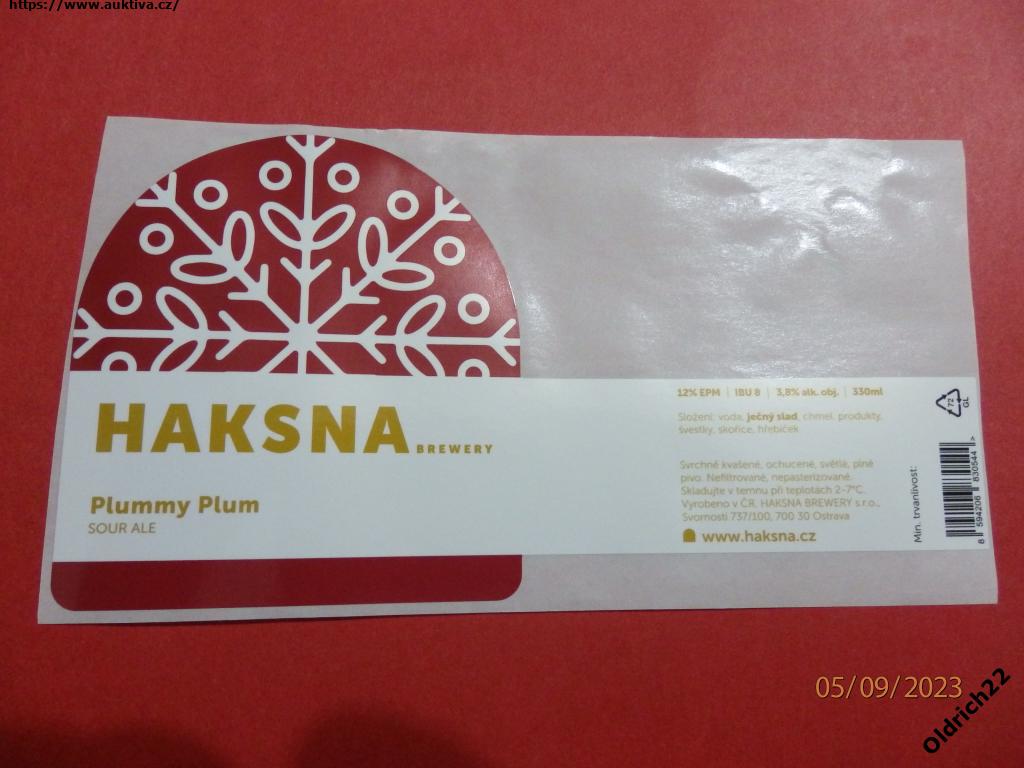 https://www.auktiva.cz/
HAKSNA BREWERY
Plummy Plum
SOUR ALE
12% EPM | IBU 8 | 3,8% alk. obj. | 330ml
Složení: voda, ječný slad, chmel, produkty,
švestky, skořice, hřebíček
Svrchně kvašené, ochucené, světlé, plné
pivo. Nefiltrované, nepasterizované.
Skladujte v temnu při teplotách 2-7°C.
Vyrobeno v ČR. HAKSNA BREWERY s.r.o.,
Svornosti 737/100, 700 30 Ostrava
www.haksna.cz
Min. trvanlivost:
72
GL
8 594206 830544 >
05/09/2023
Oldrich22